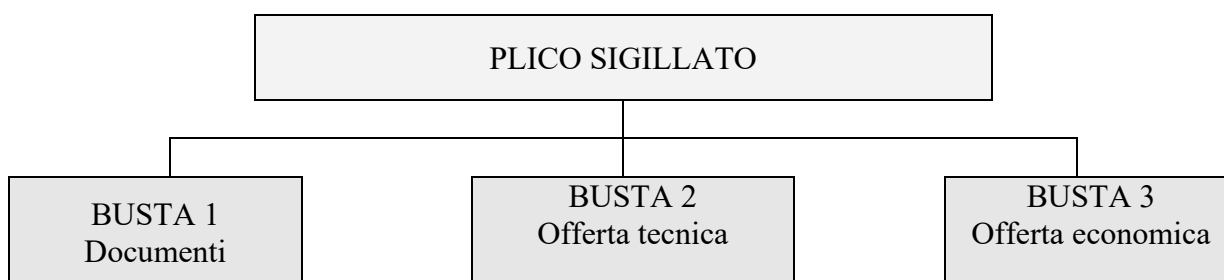 PLICO SIGILLATO
BUSTA 1
Documenti
BUSTA 2
Offerta tecnica
BUSTA 3
Offerta economica